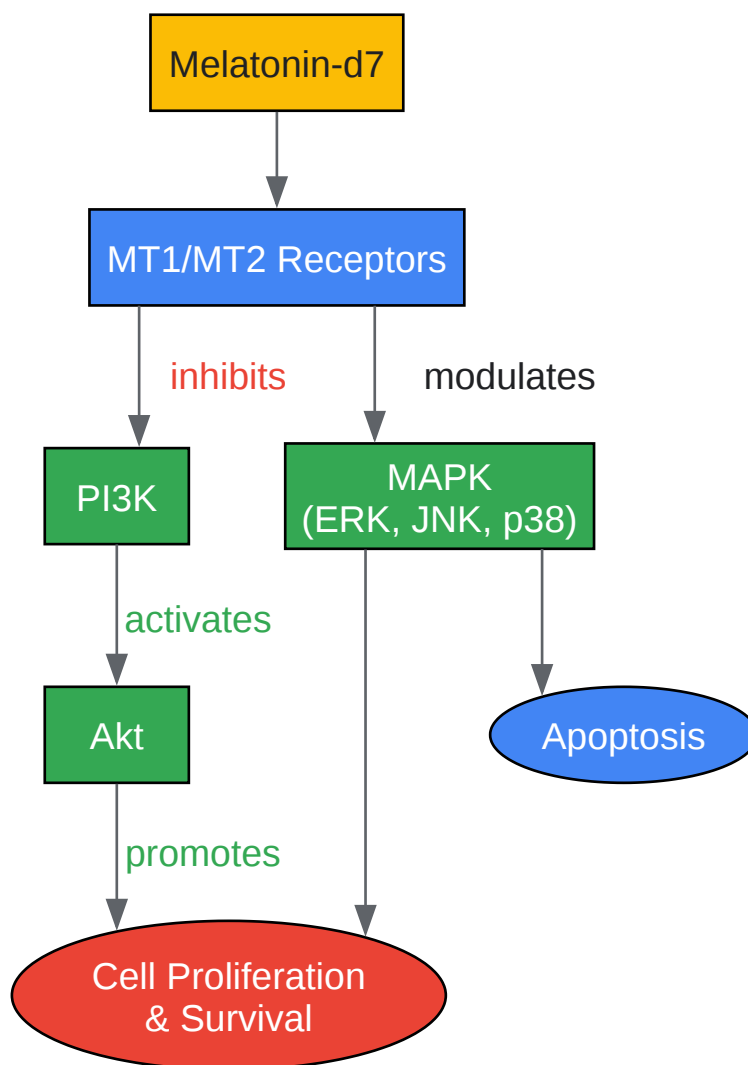 Melatonin-d7
MT1/MT2 Receptors
inhibits
modulates
PI3K
MAPK
(ERK, JNK, p38)
activates
Akt
Apoptosis
promotes
Cell Proliferation
& Survival